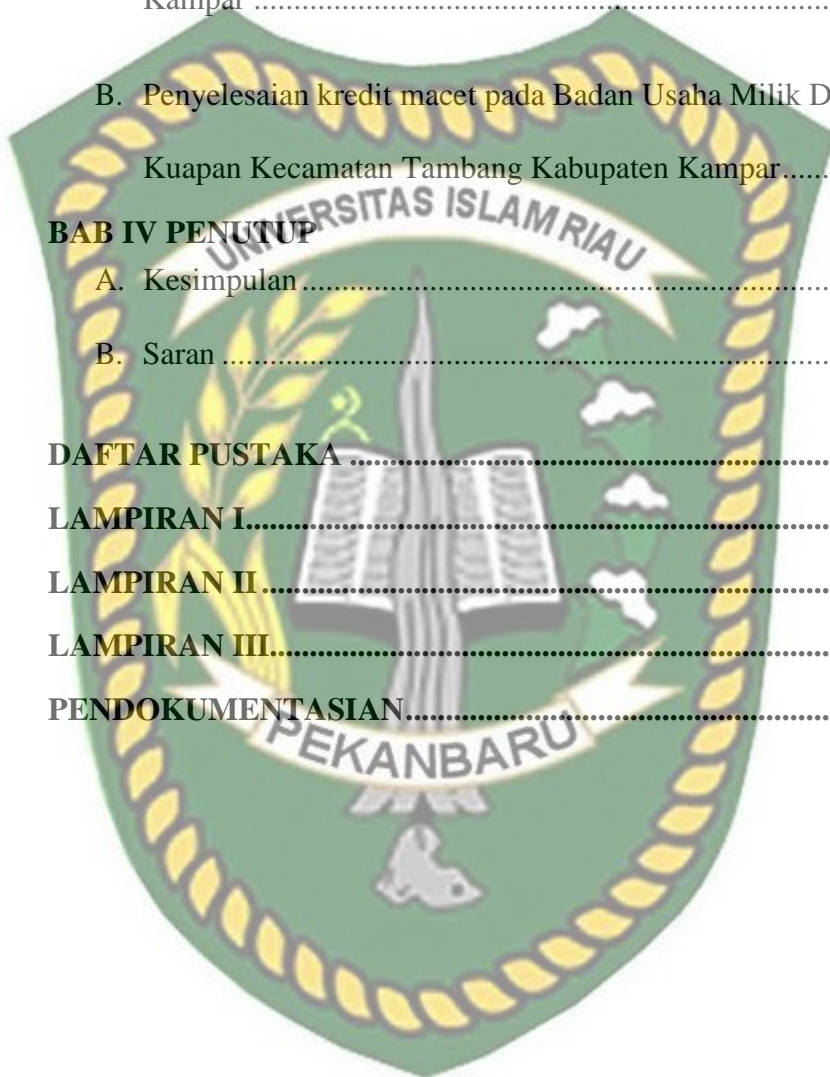 Kampar ........................................................................
B. Penyelesaian kredit macet pada Badan Usaha Milik D
Kuapan Kecamatan Tambang Kabupaten Kampar......
UNIVERSITAS ISLAM RIAU
BAB IV PENUTUP
A. Kesimpulan ...............................................................
B. Saran ........................................................................
DAFTAR PUSTAKA .......................................................
LAMPIRAN I...................................................................
LAMPIRAN II .................................................................
LAMPIRAN III................................................................
PENDOKUMENTASIAN................................................
PEKANBARU